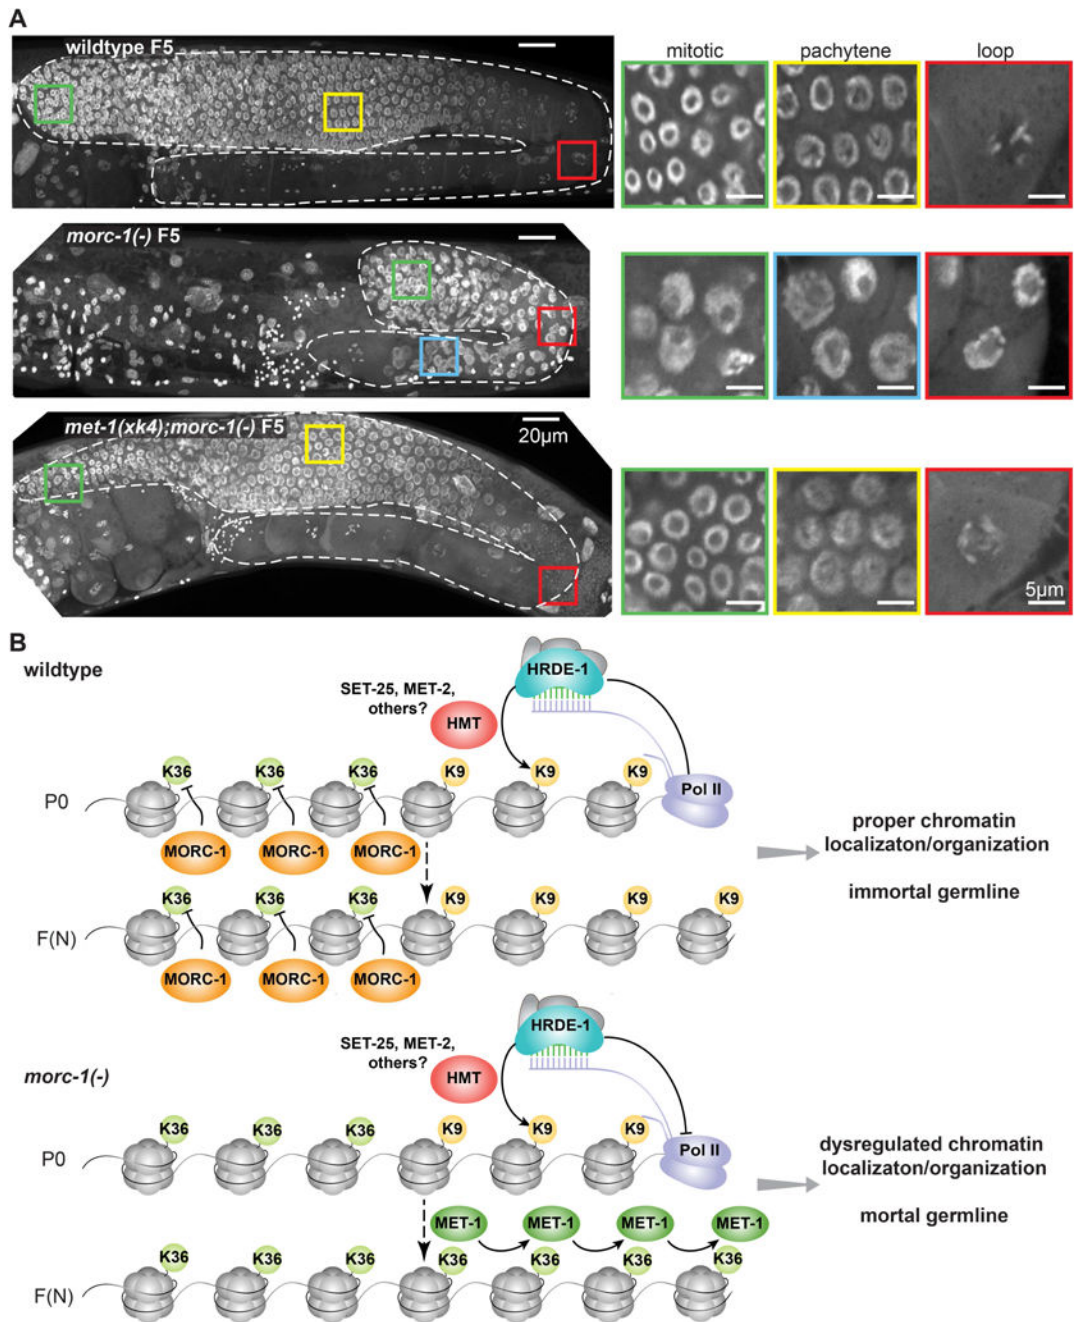 A
wildtype F5
mitotic
pachytene
loop
morc-1(-) F5
met-1(xk4);morc-1(-) F5
20µm
5µm
B
wildtype
HRDE-1
SET-25, MET-2,
others?
HMT
K36 K36 K36 K9 K9 K9
P0
Pol II
MORC-1 MORC-1 MORC-1
proper chromatin
localizaton/organization
immortal germline
K36 K36 K36 K9 K9 K9 K9
F(N)
MORC-1 MORC-1 MORC-1
HRDE-1
SET-25, MET-2,
others?
morc-1(-)
HMT
K36 K36 K36 K9 K9 K9
P0
Pol II
dysregulated chromatin
localizaton/organization
mortal germline
MET-1 MET-1 MET-1 MET-1
K36 K36 K36 K36 K36 K36 K36
F(N)